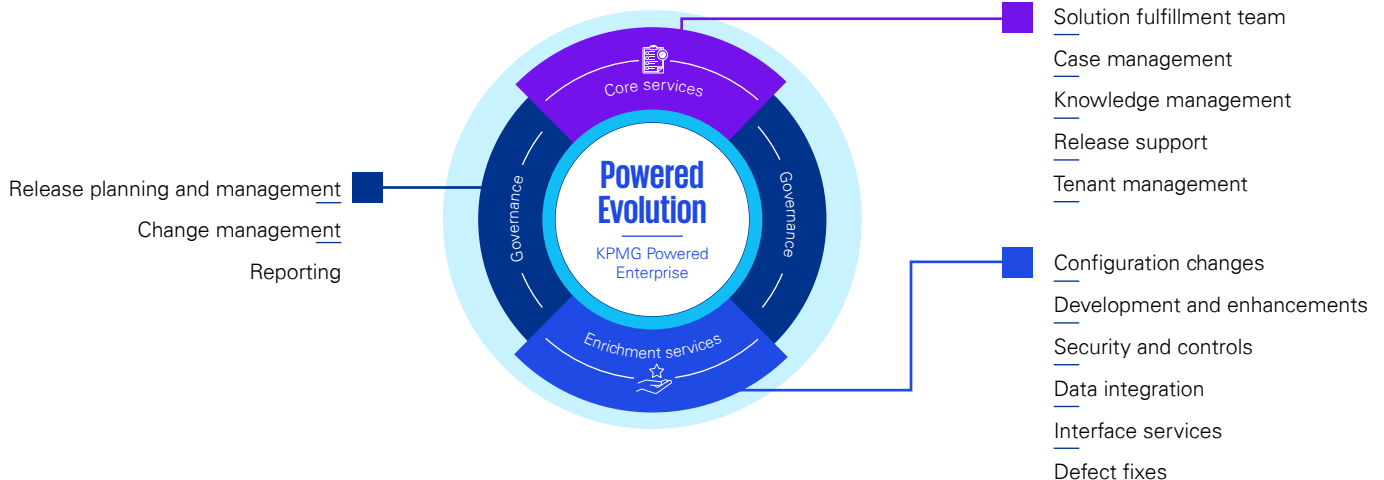 Solution fulfillment team
Case management
Knowledge management
Release support
Tenant management
Core services
Release planning and management
Change management
Reporting
Governance
Powered
Evolution
KPMG Powered
Enterprise
Governance
Enrichment services
Configuration changes
Development and enhancements
Security and controls
Data integration
Interface services
Defect fixes